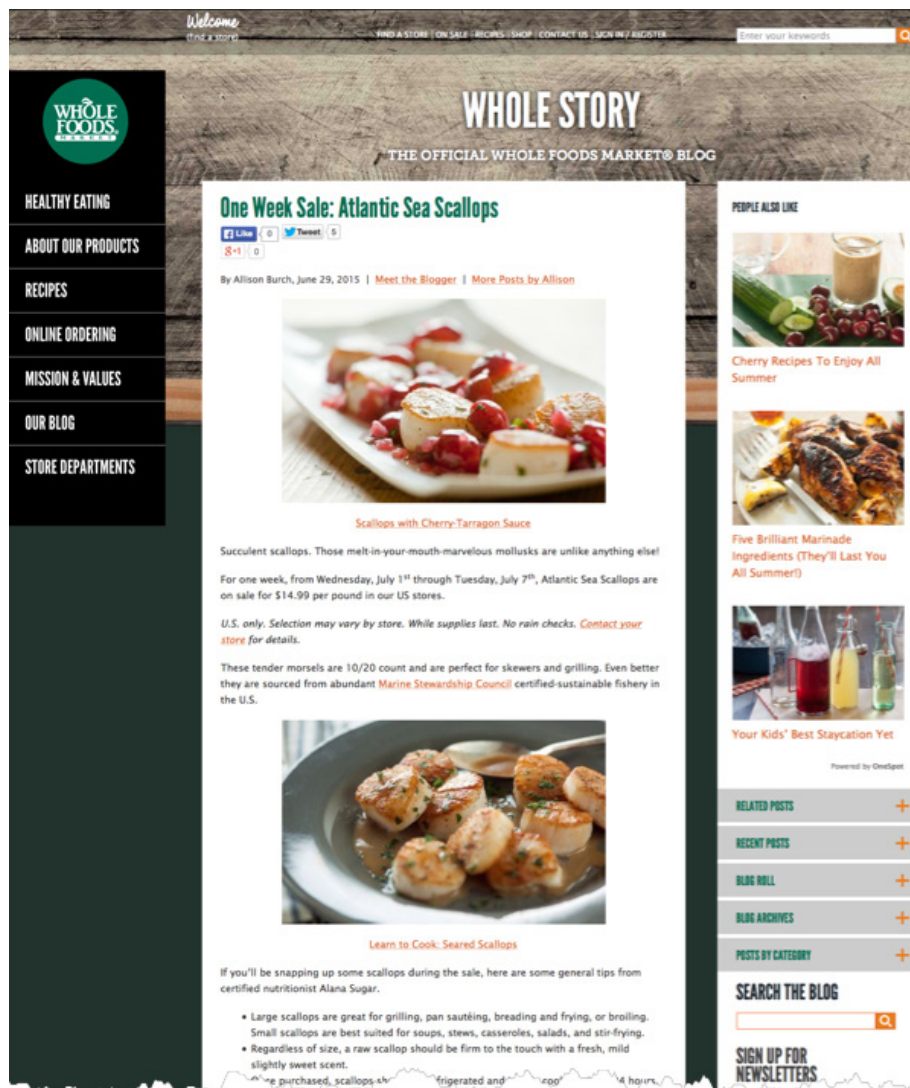 Welcome
(find a store)
FIND A STORE | ON SALE | RECIPES | SHOP | CONTACT US | SIGN IN / REGISTER
Enter your keywords
WHOLE
FOODS
MARKET
WHOLE STORY
THE OFFICIAL WHOLE FOODS MARKET® BLOG
HEALTHY EATING
ABOUT OUR PRODUCTS
RECIPES
ONLINE ORDERING
MISSION & VALUES
OUR BLOG
STORE DEPARTMENTS
One Week Sale: Atlantic Sea Scallops
Like 0 Tweet 5
g+1 0
By Allison Burch, June 29, 2015 | Meet the Blogger | More Posts by Allison
Scallops with Cherry-Tarragon Sauce
Succulent scallops. Those melt-in-your-mouth-marvelous mollusks are unlike anything else!
For one week, from Wednesday, July 1st through Tuesday, July 7th, Atlantic Sea Scallops are
on sale for $14.99 per pound in our US stores.
U.S. only. Selection may vary by store. While supplies last. No rain checks. Contact your
store for details.
These tender morsels are 10/20 count and are perfect for skewers and grilling. Even better
they are sourced from abundant Marine Stewardship Council certified-sustainable fishery in
the U.S.
Learn to Cook: Seared Scallops
If you'll be snapping up some scallops during the sale, here are some general tips from
certified nutritionist Alana Sugar.
• Large scallops are great for grilling, pan sautéing, breading and frying, or broiling.
Small scallops are best suited for soups, stews, casseroles, salads, and stir-frying.
• Regardless of size, a raw scallop should be firm to the touch with a fresh, mild
slightly sweet scent.
purchased, scallops
PEOPLE ALSO LIKE
Cherry Recipes To Enjoy All
Summer
Five Brilliant Marinade
Ingredients (They'll Last You
All Summer!)
Your Kids' Best Staycation Yet
Powered by OneSpot
RELATED POSTS +
RECENT POSTS +
BLOG ROLL +
BLOG ARCHIVES +
POSTS BY CATEGORY +
SEARCH THE BLOG
SIGN UP FOR
NEWSLETTERS